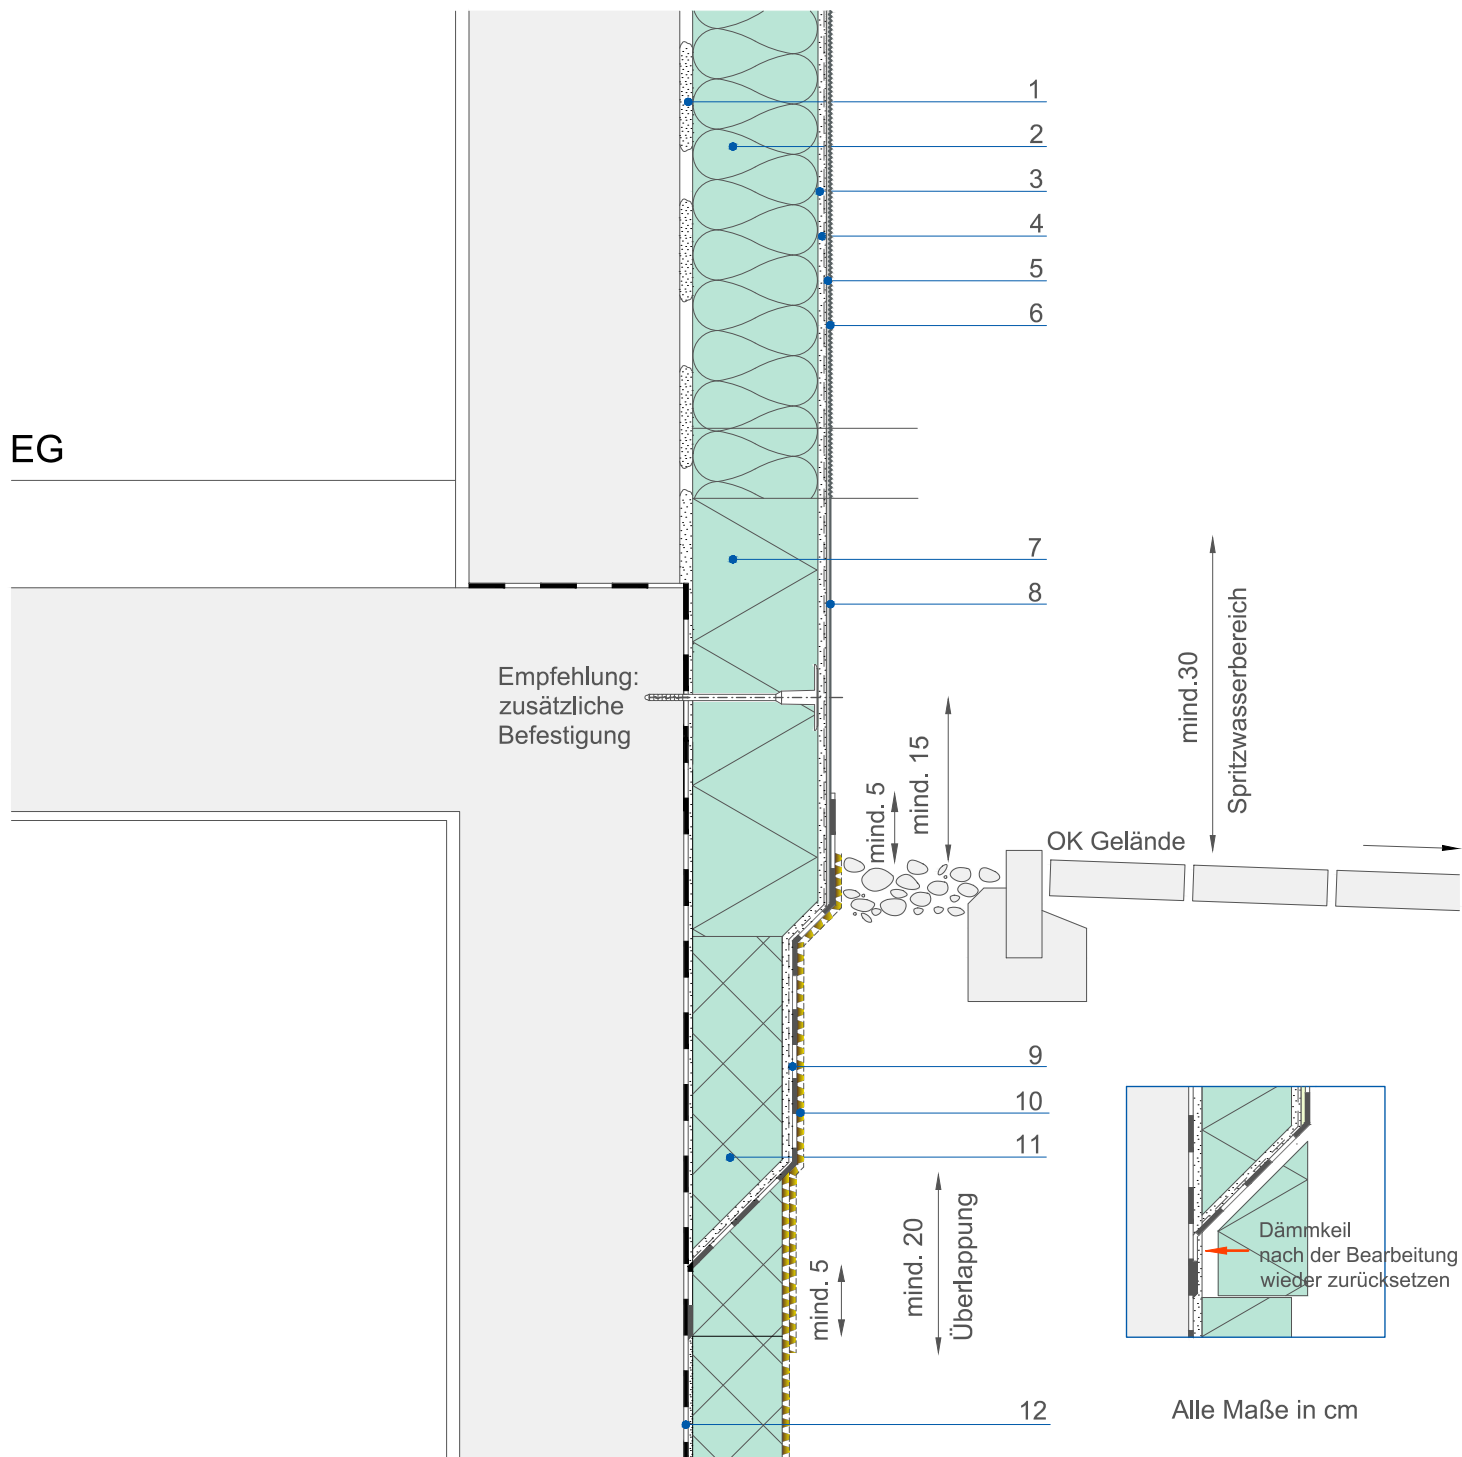 1
2
3
4
5
6
EG
7
8
Empfehlung:
zusätzliche
Befestigung
mind. 5
mind. 15
mind.30
Spritzwasserbereich
OK Gelände
9
10
11
mind. 5
mind. 20
Überlappung
Dämmkeil
nach der Bearbeitung
wieder zurücksetzen
12
Alle Maße in cm